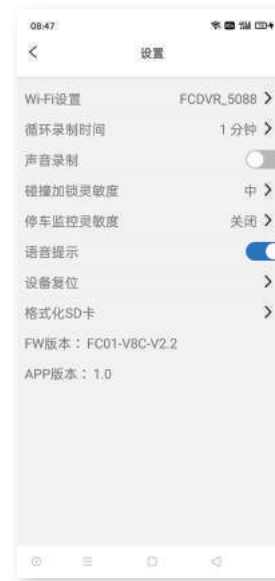 08:47
设置
Wi-Fi设置 FCDVR_5088
循环录制时间 1 分钟
声音录制
碰撞加锁灵敏度 中
停车监控灵敏度 关闭
语音提示
设备复位
格式化SD卡
FW版本： FC01-V8C-V2.2
APP版本： 1.0